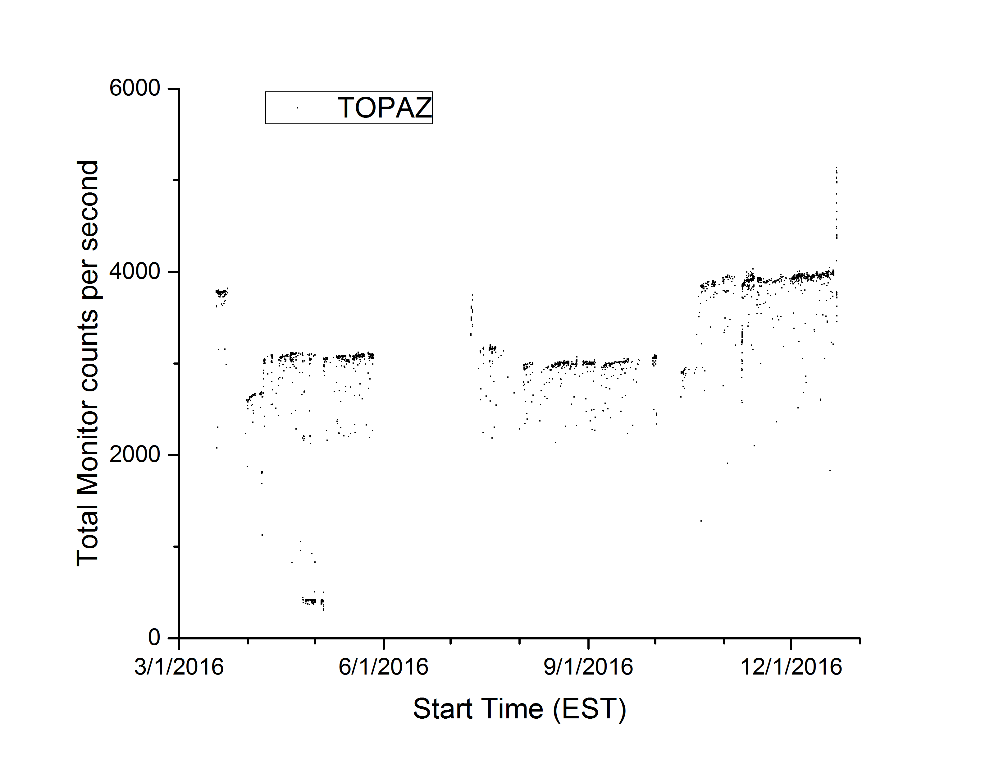 6000
TOPAZ
4000
2000
0
Total Monitor counts per second
3/1/2016
6/1/2016
9/1/2016
12/1/2016
Start Time (EST)